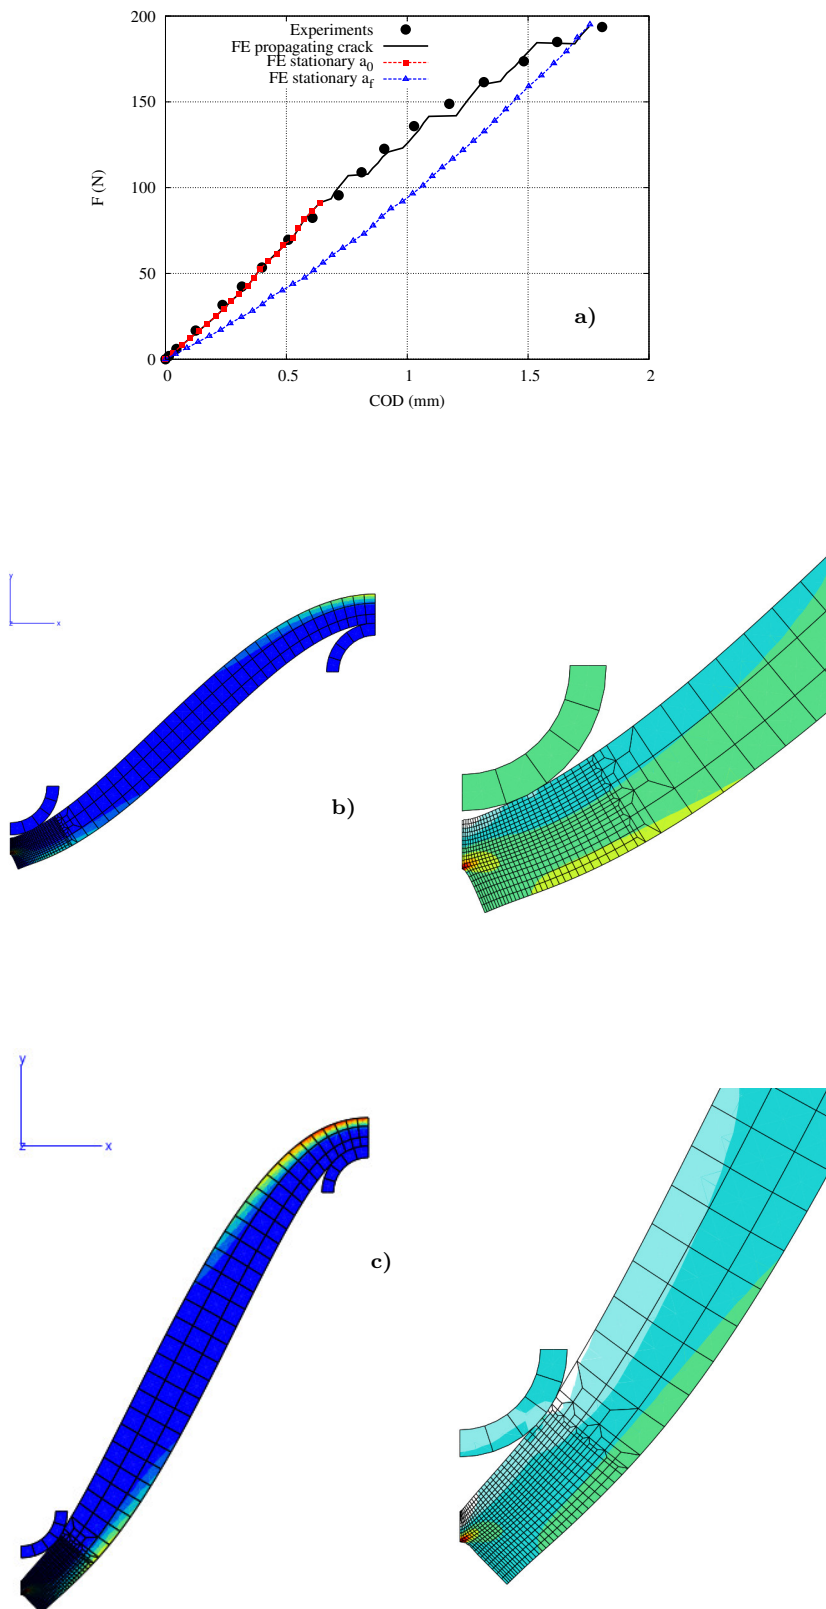 Experiments
FE propagating crack
FE stationary a0
FE stationary af
200
150
100
50
0
F (N)
a)
0 0.5 1 1.5 2
COD (mm)
y
z x
b)
y
z x
c)